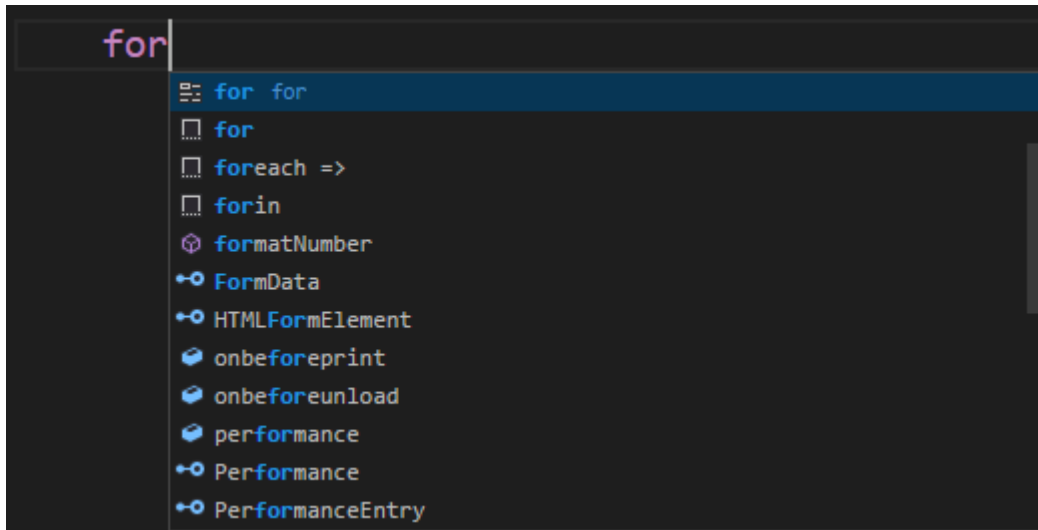 for
for for
for
foreach =>
forin
formatNumber
FormData
HTMLFormElement
onbeforeprint
onbeforeunload
performance
Performance
PerformanceEntry